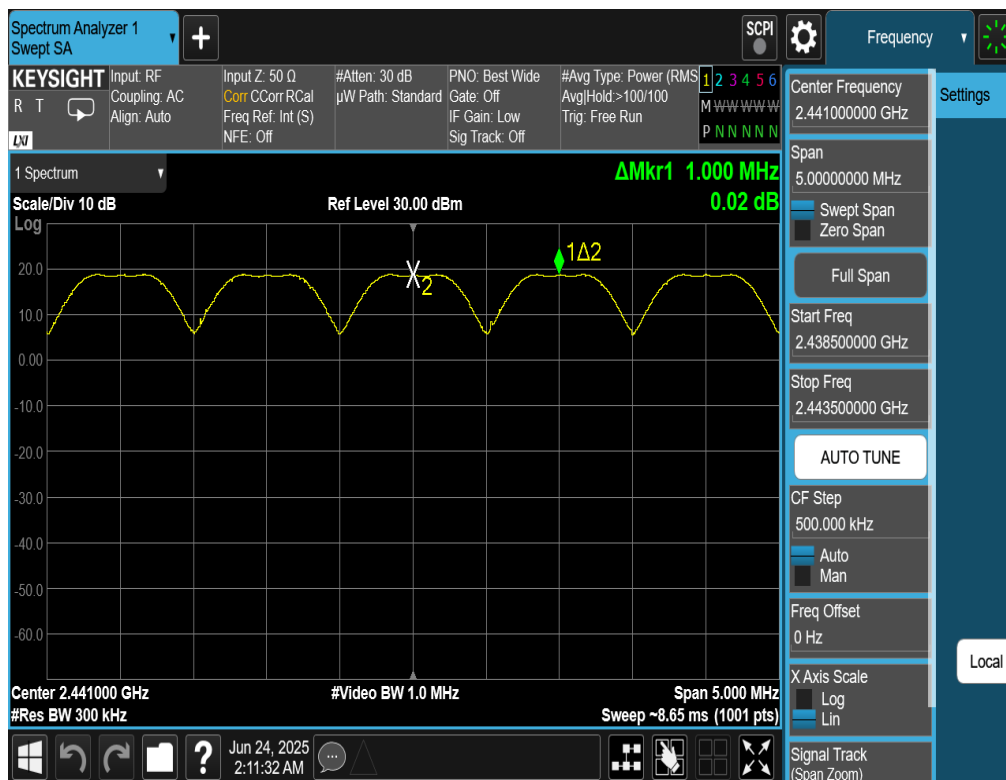 Spectrum Analyzer 1
Swept SA
+
SCPI
Frequency
KEYSIGHT
R T
LXI
Input: RF
Coupling: AC
Align: Auto
Input Z: 50 Ω
Corr CCorr RCal
Freq Ref: Int (S)
NFE: Off
#Atten: 30 dB
µW Path: Standard
PNO: Best Wide
Gate: Off
IF Gain: Low
Sig Track: Off
#Avg Type: Power (RMS
Avg|Hold:>100/100
Trig: Free Run
1 2 3 4 5 6
M W W W W W
P N N N N N
1 Spectrum
ΔMkr1 1.000 MHz
0.02 dB
Scale/Div 10 dB
Ref Level 30.00 dBm
Log
20.0
10.0
0.00
-10.0
-20.0
-30.0
-40.0
-50.0
-60.0
1Δ2
2
Center 2.441000 GHz
#Video BW 1.0 MHz
Span 5.000 MHz
#Res BW 300 kHz
Sweep ~8.65 ms (1001 pts)
Jun 24, 2025
2:11:32 AM
?
Center Frequency
2.441000000 GHz
Span
5.00000000 MHz
Swept Span
Zero Span
Full Span
Start Freq
2.438500000 GHz
Stop Freq
2.443500000 GHz
AUTO TUNE
CF Step
500.000 kHz
Auto
Man
Freq Offset
0 Hz
X Axis Scale
Log
Lin
Signal Track
(Span Zoom)
Settings
Local